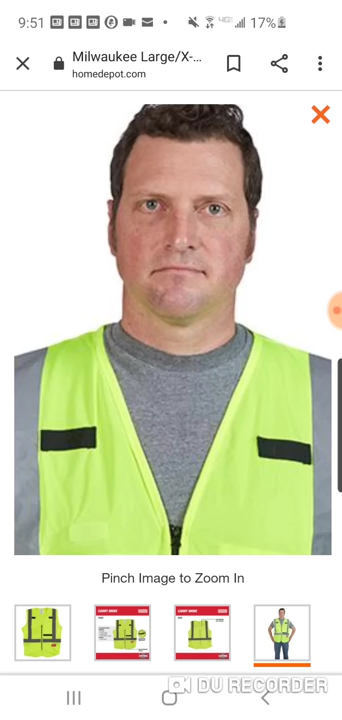 9:51
17%
Milwaukee Large/X-...
homedepot.com
Pinch Image to Zoom In
DU RECORDER